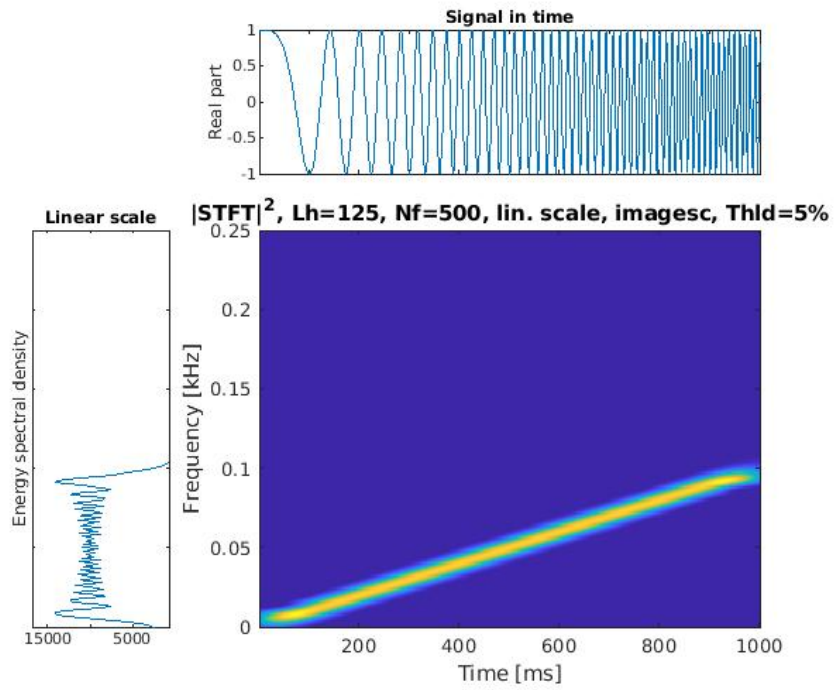 Signal in time
Real part
1
0.5
0
-0.5
-1
Linear scale
|STFT|², Lh=125, Nf=500, lin. scale, imagesc, Thld=5%
Energy spectral density
15000
5000
Frequency [kHz]
0.25
0.2
0.15
0.1
0.05
0
200
400
600
800
1000
Time [ms]